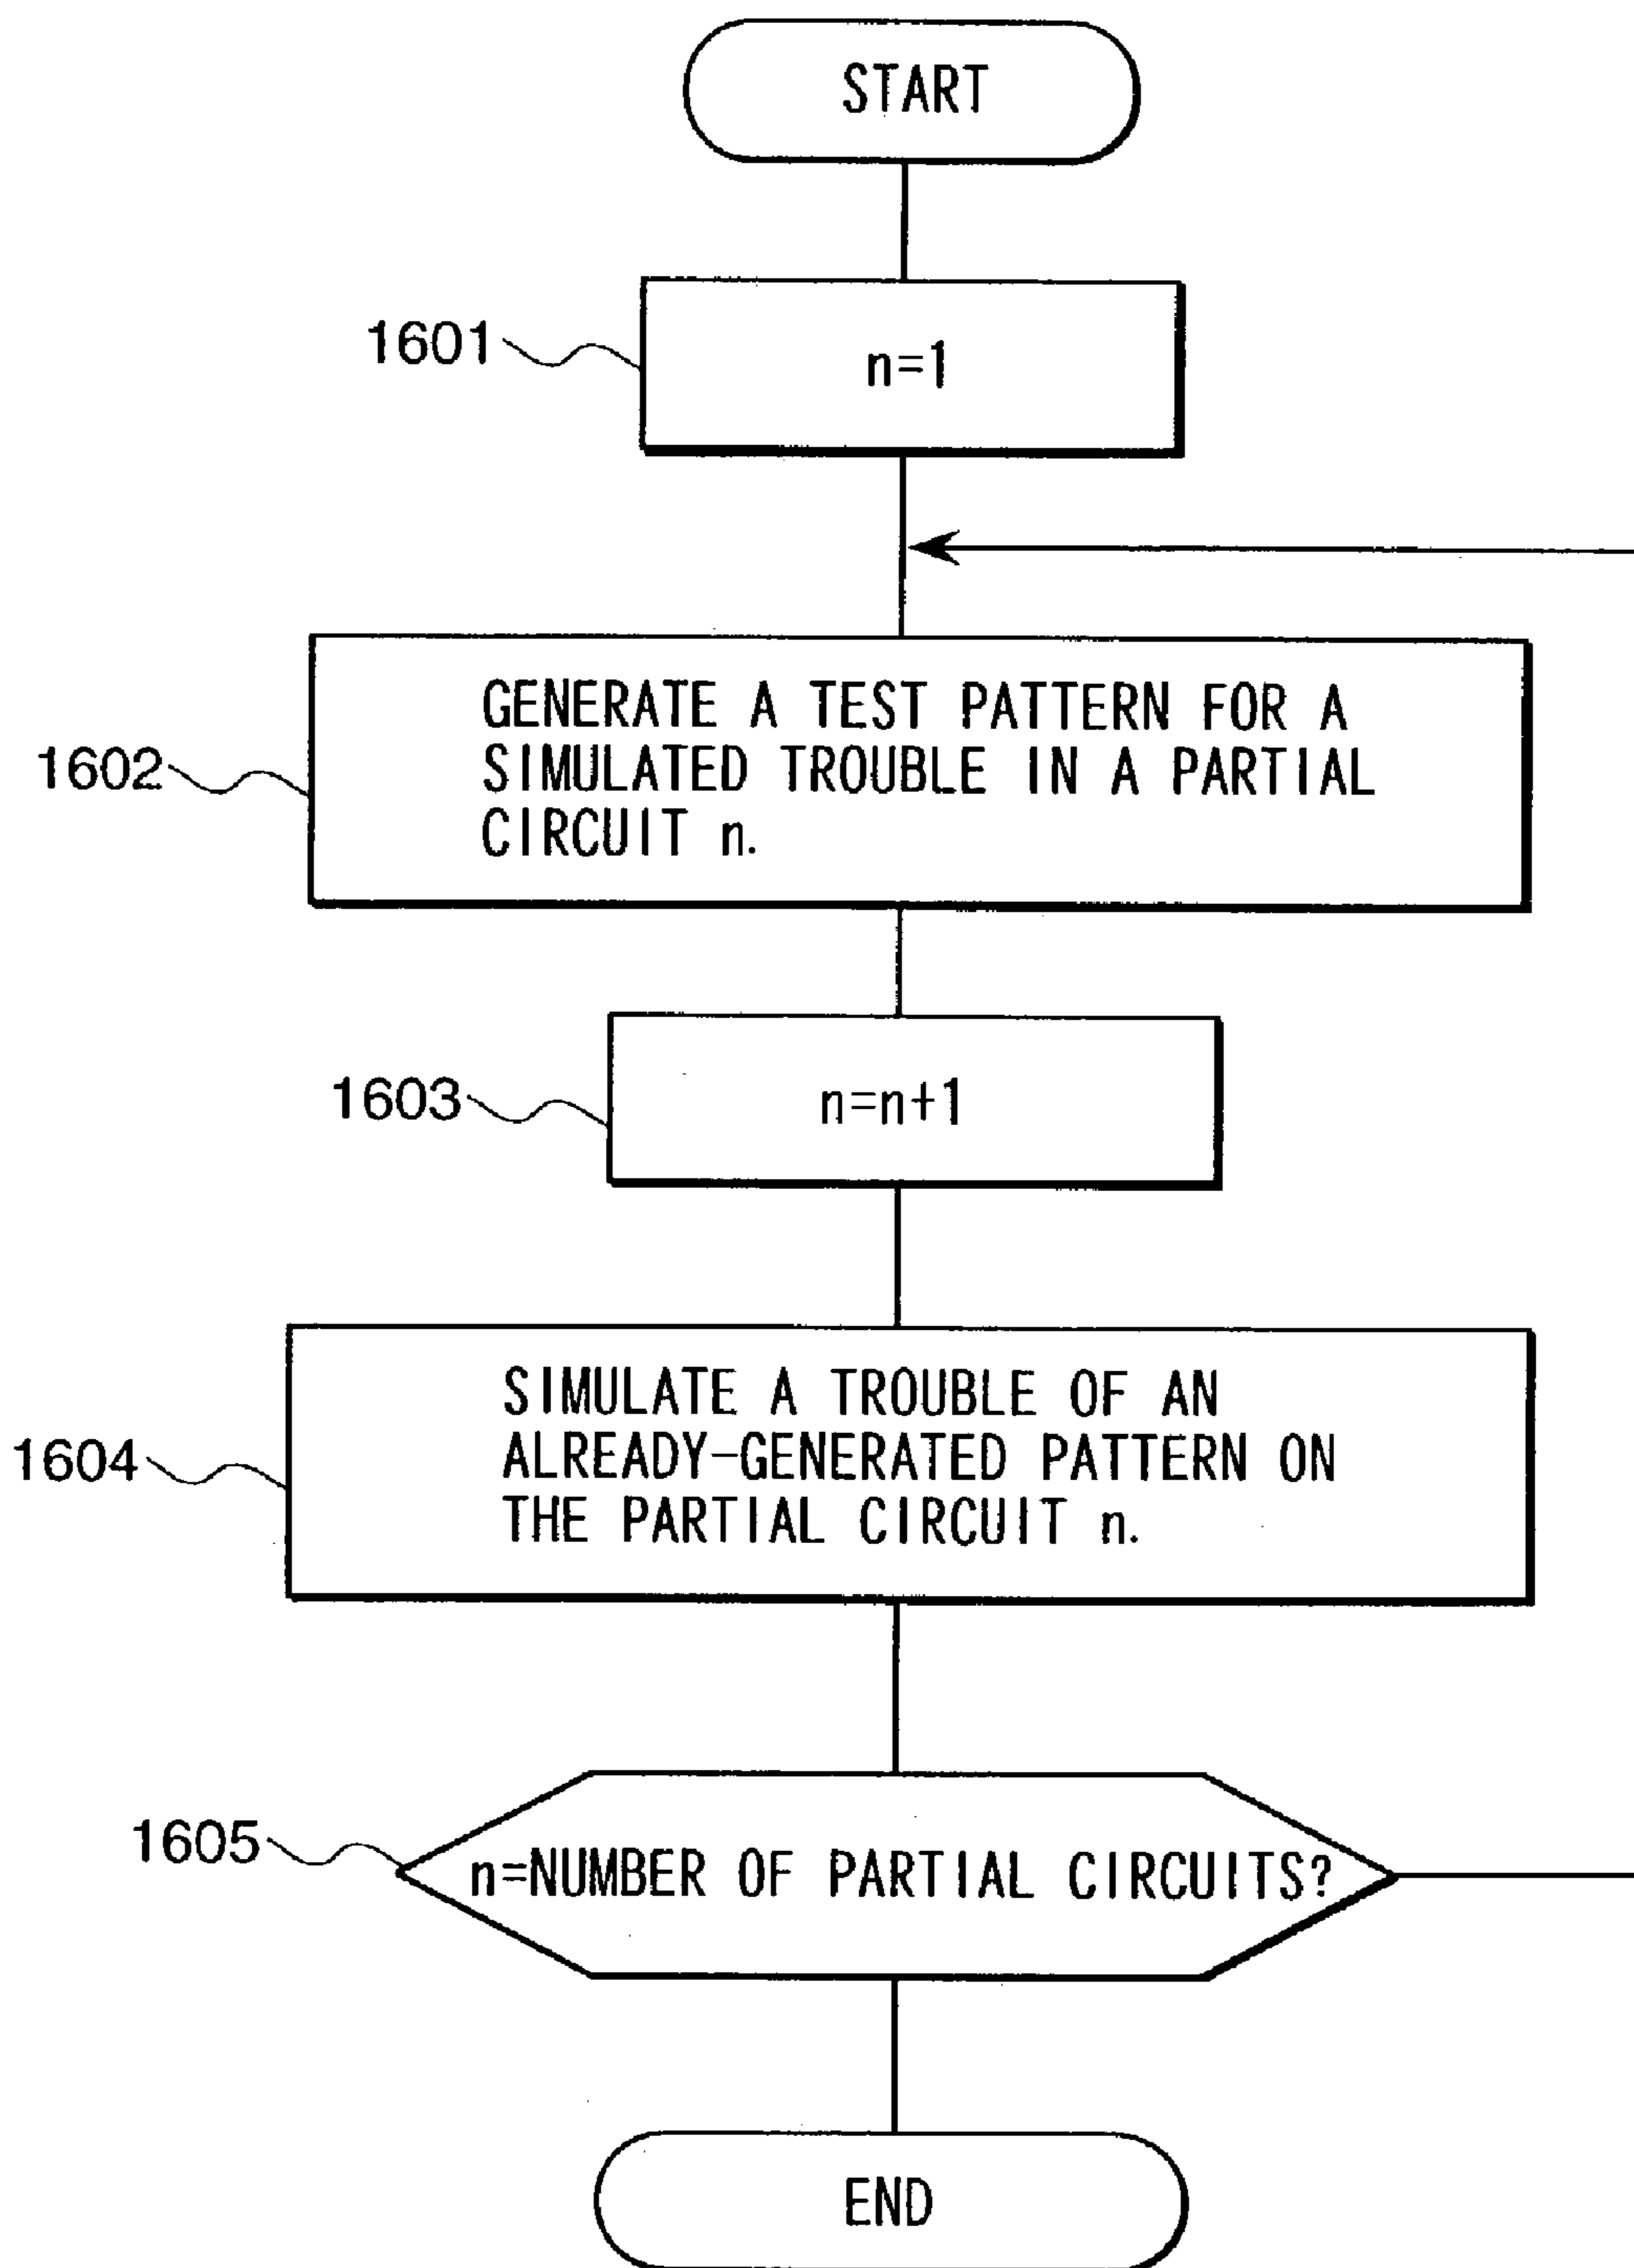 START
1601
n=1
1602
GENERATE A TEST PATTERN FOR A
SIMULATED TROUBLE IN A PARTIAL
CIRCUIT n.
1603
n=n+1
1604
SIMULATE A TROUBLE OF AN
ALREADY-GENERATED PATTERN ON
THE PARTIAL CIRCUIT n.
1605
n=NUMBER OF PARTIAL CIRCUITS?
END